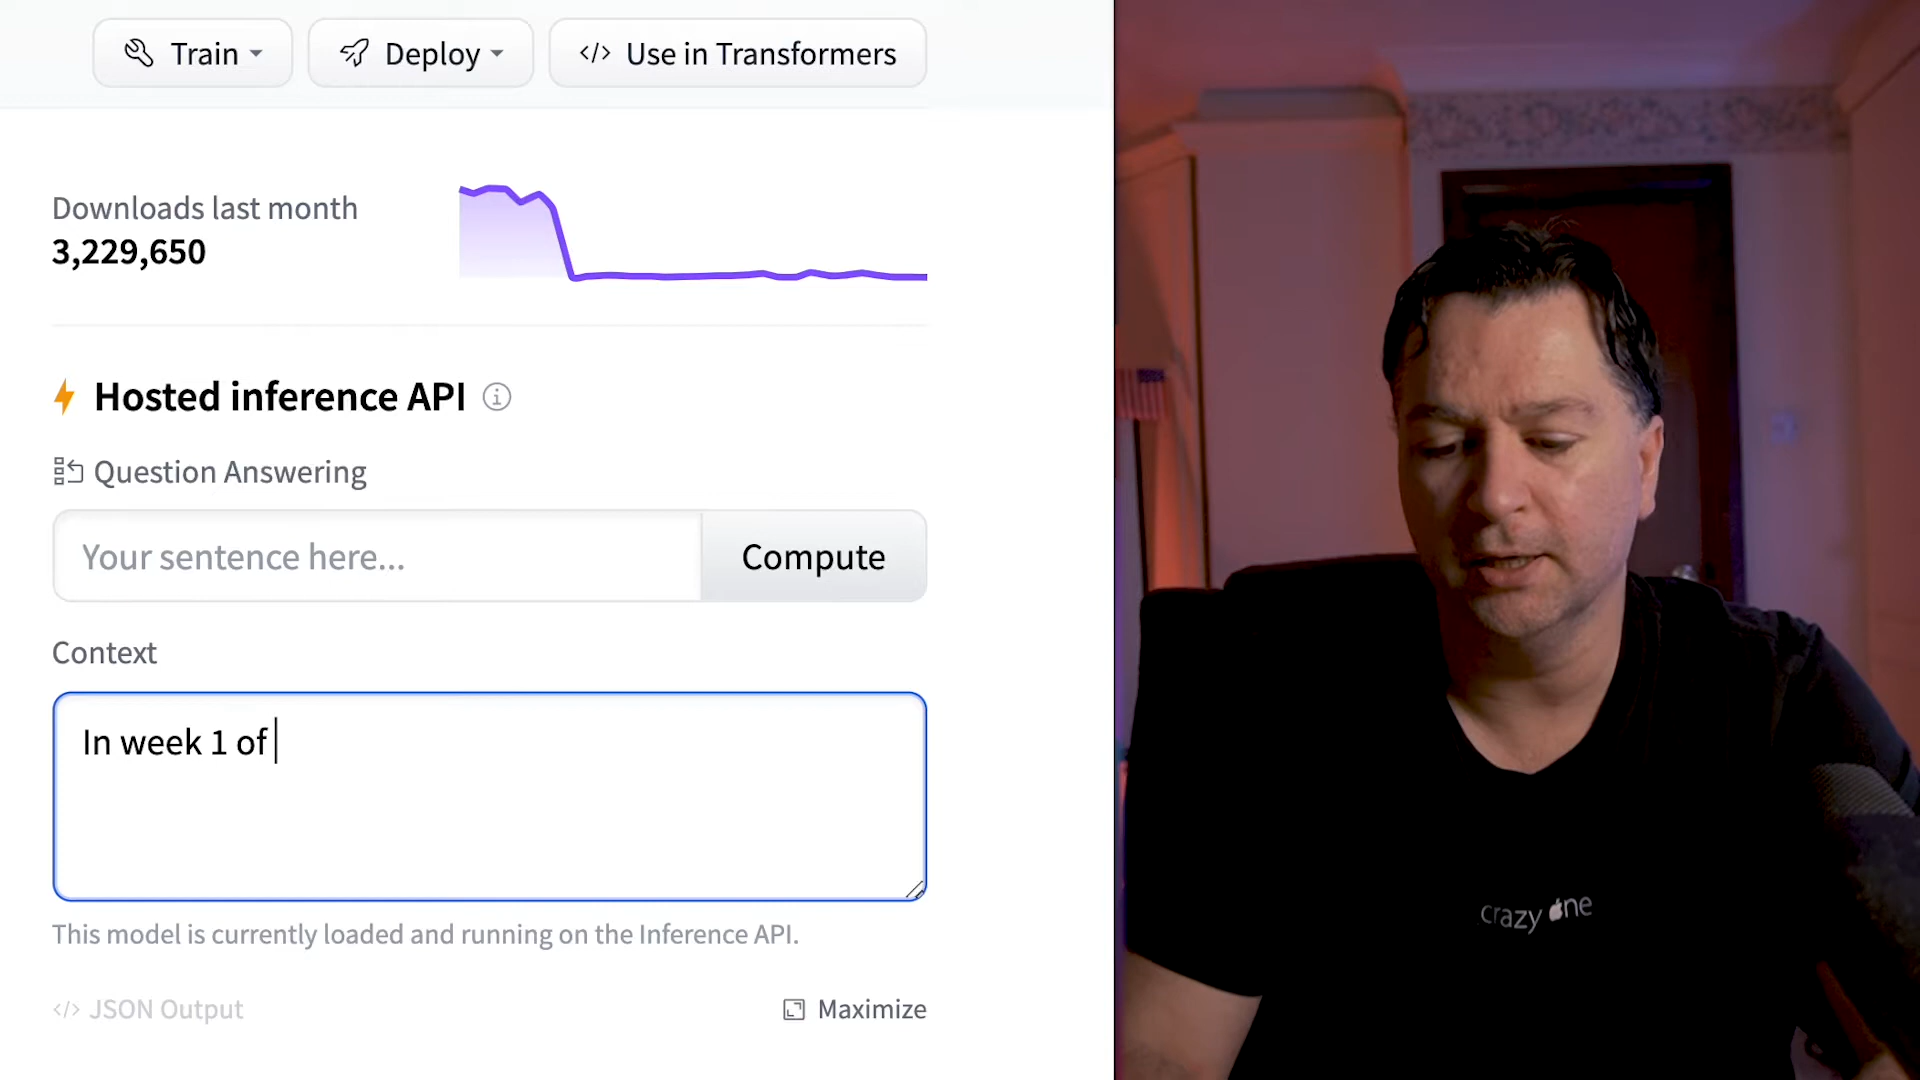 Train
Deploy
</> Use in Transformers
Downloads last month
3,229,650
Hosted inference API
Question Answering
Your sentence here...
Compute
Context
In week 1 of
This model is currently loaded and running on the Inference API.
</> JSON Output
Maximize
crazy one